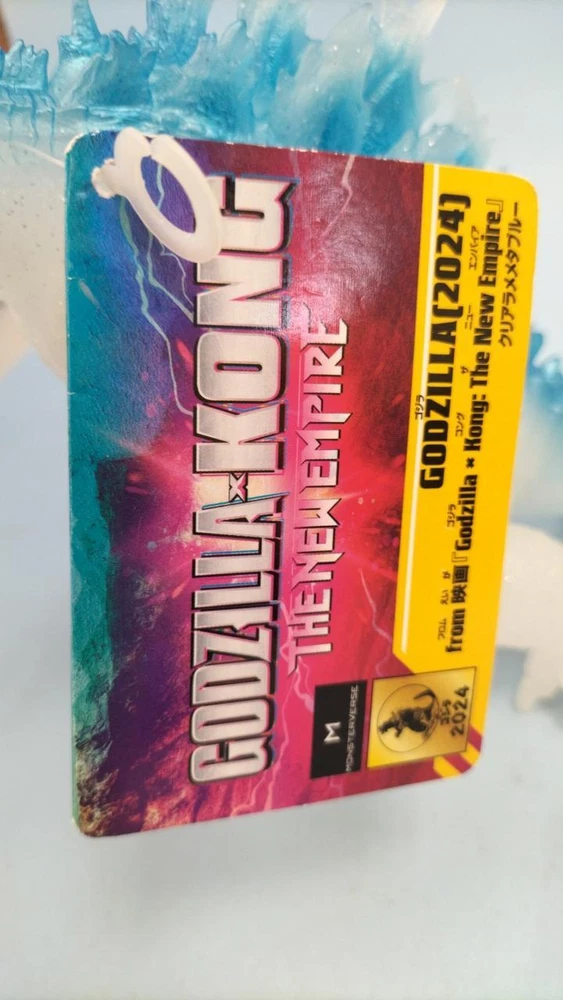 GODZILLA × KONG
THE NEW EMPIRE
M
MONSTERVERSE
2024
ゴジラ
GODZILLA(2024)
フロム えいが ゴジラ コング ザ ニュー エンパイア
from 映画『Godzilla × Kong: The New Empire』
クリアラメメタブルー